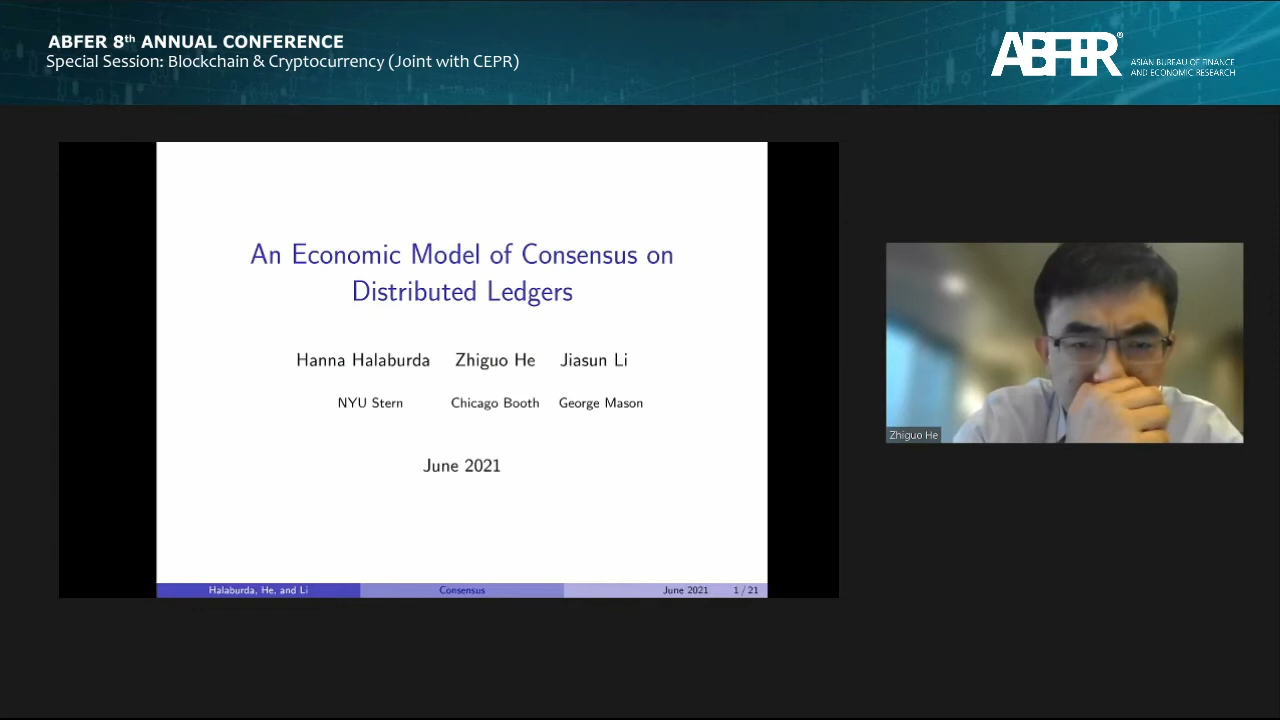 ABFER 8th ANNUAL CONFERENCE
Special Session: Blockchain & Cryptocurrency (Joint with CEPR)
ABFER®
ASIAN BUREAU OF FINANCE
AND ECONOMIC RESEARCH
An Economic Model of Consensus on
Distributed Ledgers
Hanna Halaburda Zhiguo He Jiasun Li
NYU Stern Chicago Booth George Mason
June 2021
Halaburda, He, and Li Consensus June 2021 1 / 21
Zhiguo He